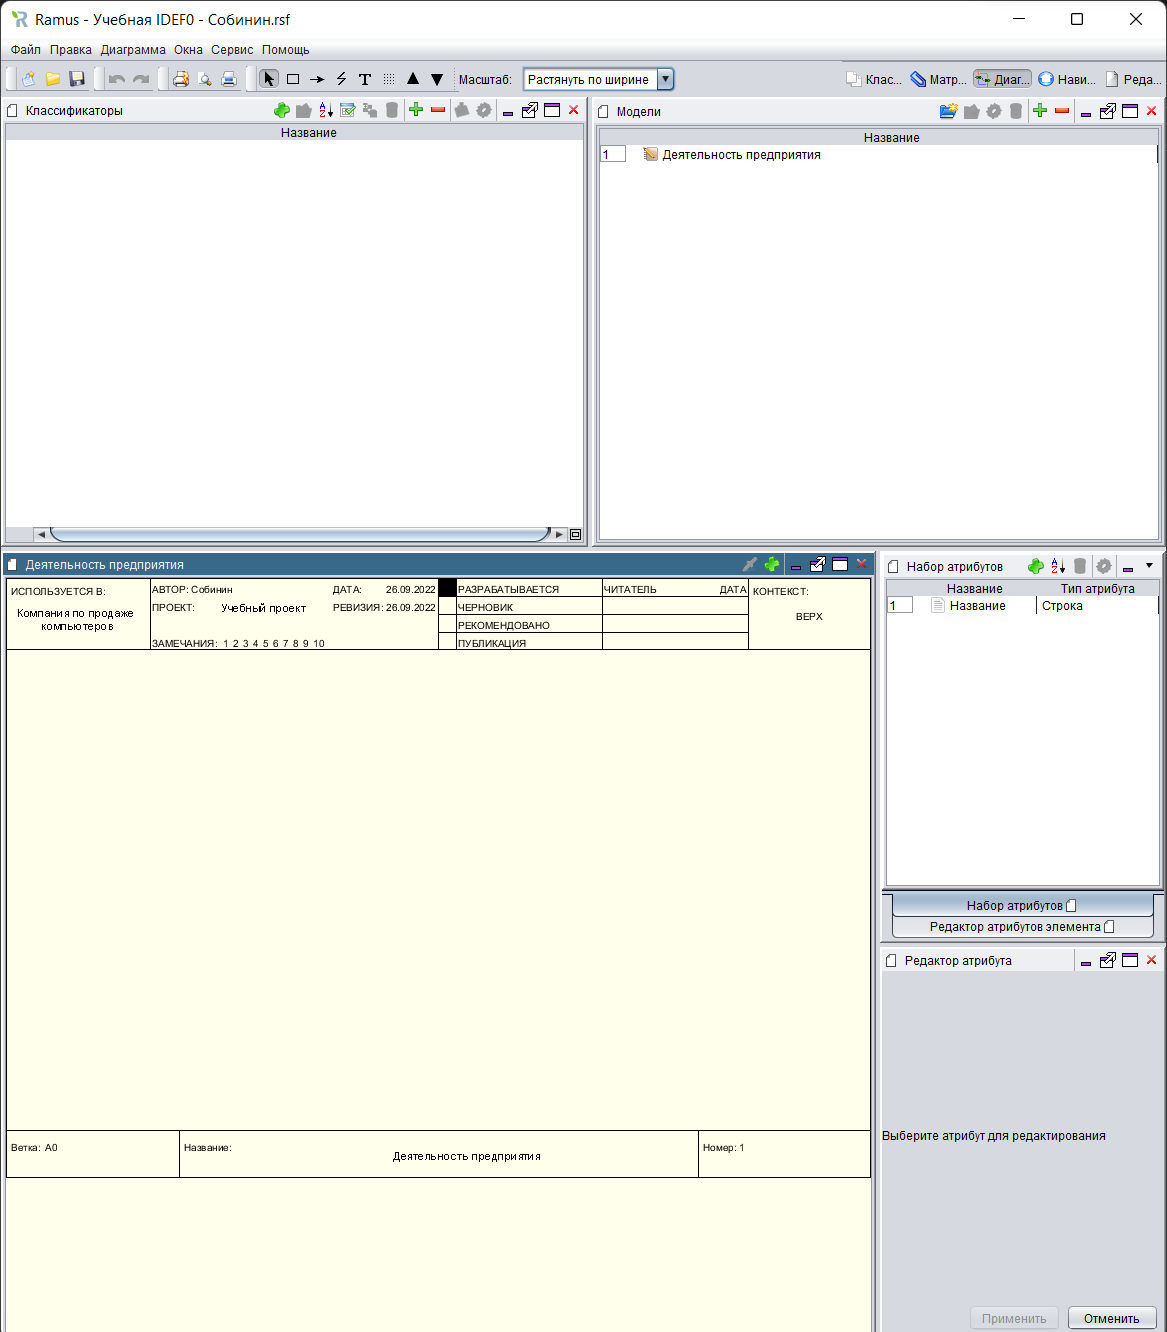 Ramus - Учебная IDEF0 - Собинин.rsf
Файл Правка Диаграмма Окна Сервис Помощь
Масштаб: Растянуть по ширине Клас... Матр... Диаг... Нави... Реда...
Классификаторы
Название
Модели
Название
1 Деятельность предприятия
Деятельность предприятия
ИСПОЛЬЗУЕТСЯ В:
Компания по продаже
компьютеров
АВТОР: Собинин ДАТА: 26.09.2022
ПРОЕКТ: Учебный проект РЕВИЗИЯ: 26.09.2022
ЗАМЕЧАНИЯ: 1 2 3 4 5 6 7 8 9 10
РАЗРАБАТЫВАЕТСЯ
ЧЕРНОВИК
РЕКОМЕНДОВАНО
ПУБЛИКАЦИЯ
ЧИТАТЕЛЬ ДАТА
КОНТЕКСТ:
ВЕРХ
Ветка: A0
Название:
Деятельность предприятия
Номер: 1
Набор атрибутов
Название Тип атрибута
1 Название Строка
Набор атрибутов
Редактор атрибутов элемента
Редактор атрибута
Выберите атрибут для редактирования
Применить Отменить